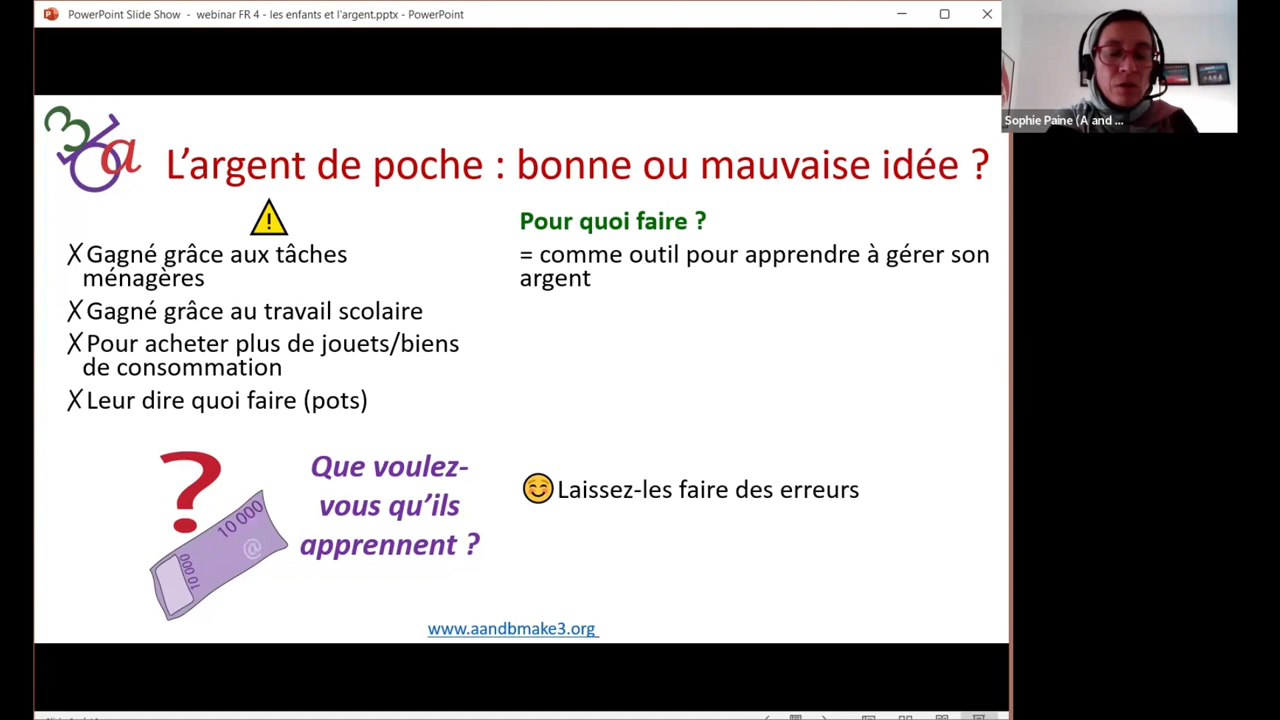 PowerPoint Slide Show - webinar FR 4 - les enfants et l'argent.pptx - PowerPoint
Sophie Paine (A and ...
L'argent de poche : bonne ou mauvaise idée ?
X Gagné grâce aux tâches
ménagères
X Gagné grâce au travail scolaire
X Pour acheter plus de jouets/biens
de consommation
X Leur dire quoi faire (pots)
Pour quoi faire ?
= comme outil pour apprendre à gérer son
argent
?
10 000
@
10 000
Que voulez-
vous qu'ils
apprennent ?
Laissez-les faire des erreurs
www.aandbmake3.org